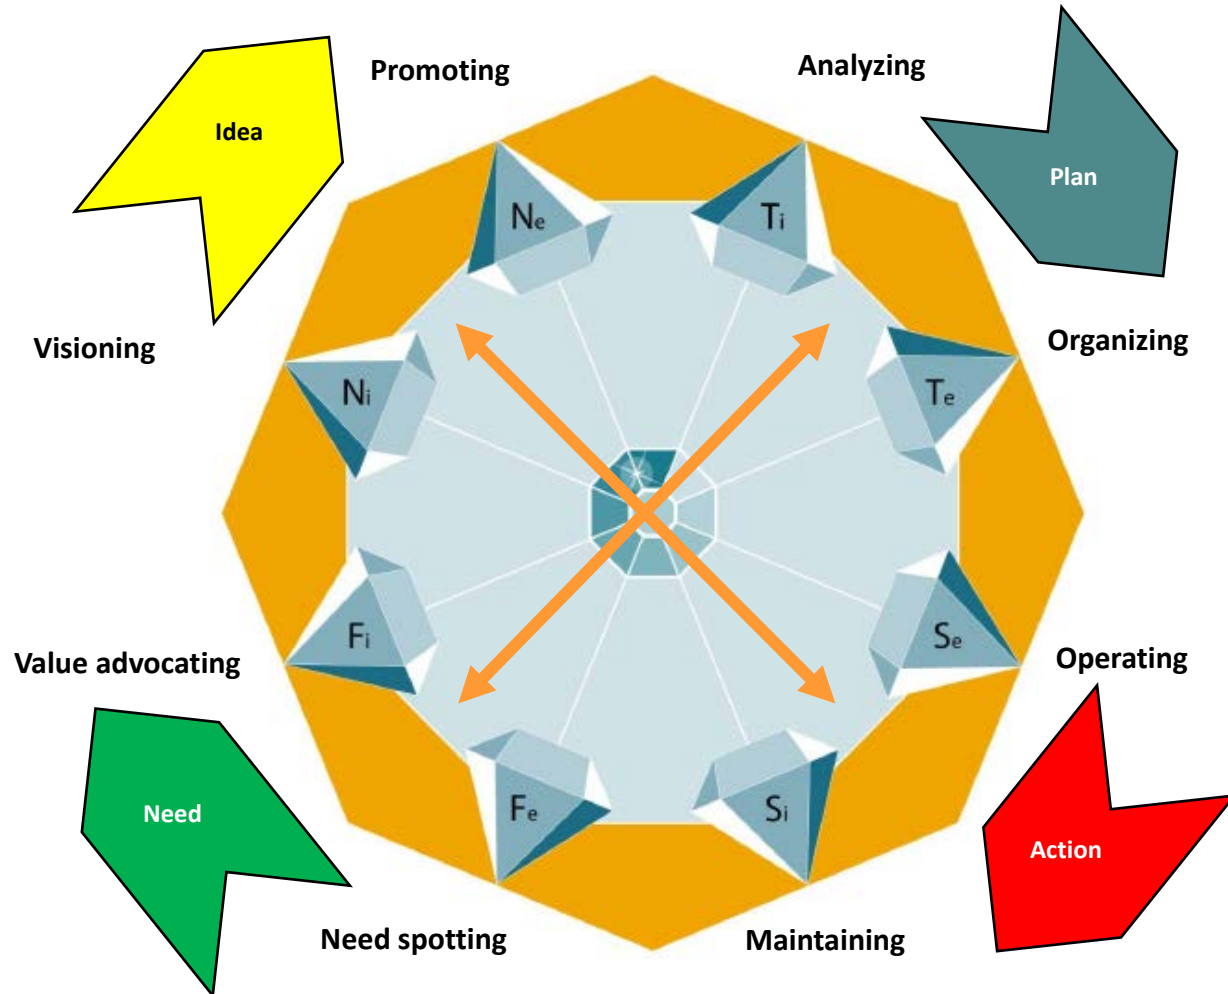 Promoting
Analyzing
Idea
Plan
Ne
Ti
Visioning
Organizing
Ni
Te
Fi
Se
Value advocating
Operating
Need
Fe
Si
Action
Need spotting
Maintaining